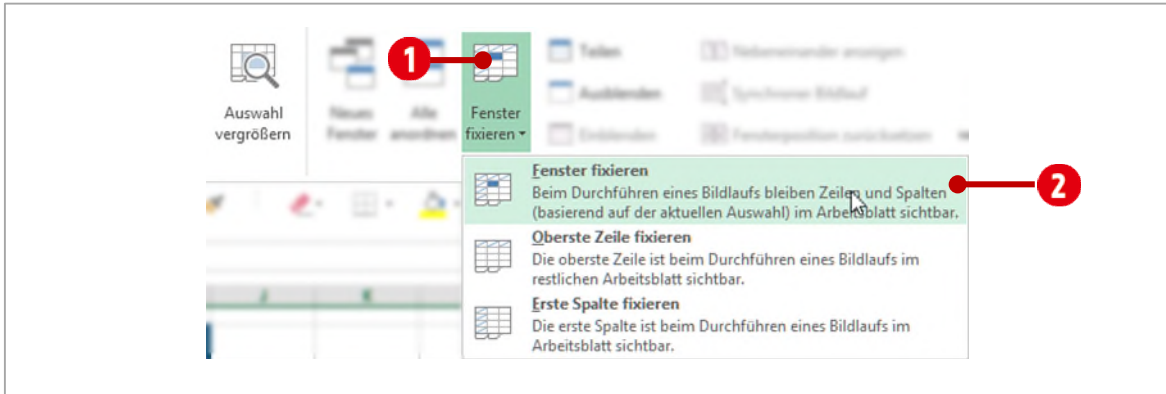 Auswahl
vergrößern
Neues
Fenster
Alle
anordnen
1
Fenster
fixieren
Teilen
Ausblenden
Einblenden
Nebeneinander anzeigen
Synchroner Bildlauf
Fensterposition zurücksetzen
Fenster fixieren
Beim Durchführen eines Bildlaufs bleiben Zeilen und Spalten
(basierend auf der aktuellen Auswahl) im Arbeitsblatt sichtbar.
2
Oberste Zeile fixieren
Die oberste Zeile ist beim Durchführen eines Bildlaufs im
restlichen Arbeitsblatt sichtbar.
Erste Spalte fixieren
Die erste Spalte ist beim Durchführen eines Bildlaufs im
Arbeitsblatt sichtbar.
J
K